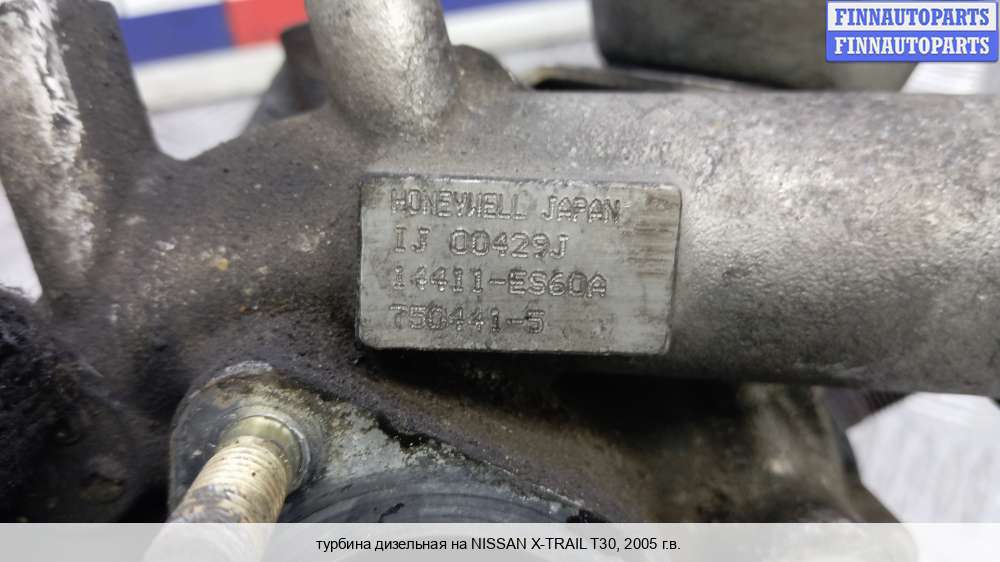 FINNAUTOPARTS
FINNAUTOPARTS
HONEYWELL JAPAN
IJ 00429J
14411-ES60A
750441-5
турбина дизельная на NISSAN X-TRAIL T30, 2005 г.в.